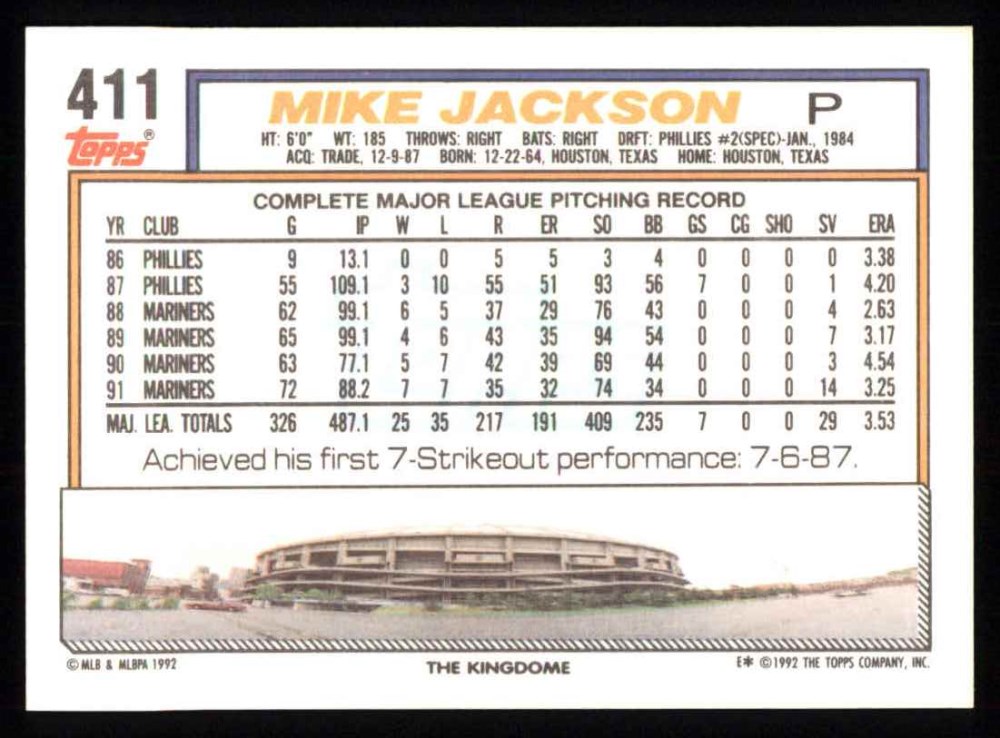 411
Topps®
MIKE JACKSON P
HT: 6'0" WT: 185 THROWS: RIGHT BATS: RIGHT DRFT: PHILLIES #2(SPEC)-JAN., 1984
ACQ: TRADE, 12-9-87 BORN: 12-22-64, HOUSTON, TEXAS HOME: HOUSTON, TEXAS
COMPLETE MAJOR LEAGUE PITCHING RECORD
YR CLUB G IP W L R ER SO BB GS CG SHO SV ERA
86 PHILLIES 9 13.1 0 0 5 5 3 4 0 0 0 0 3.38
87 PHILLIES 55 109.1 3 10 55 51 93 56 7 0 0 1 4.20
88 MARINERS 62 99.1 6 5 37 29 76 43 0 0 0 4 2.63
89 MARINERS 65 99.1 4 6 43 35 94 54 0 0 0 7 3.17
90 MARINERS 63 77.1 5 7 42 39 69 44 0 0 0 3 4.54
91 MARINERS 72 88.2 7 7 35 32 74 34 0 0 0 14 3.25
MAJ. LEA. TOTALS 326 487.1 25 35 217 191 409 235 7 0 0 29 3.53
Achieved his first 7-Strikeout performance: 7-6-87.
© MLB & MLBPA 1992
THE KINGDOME
E* © 1992 THE TOPPS COMPANY, INC.